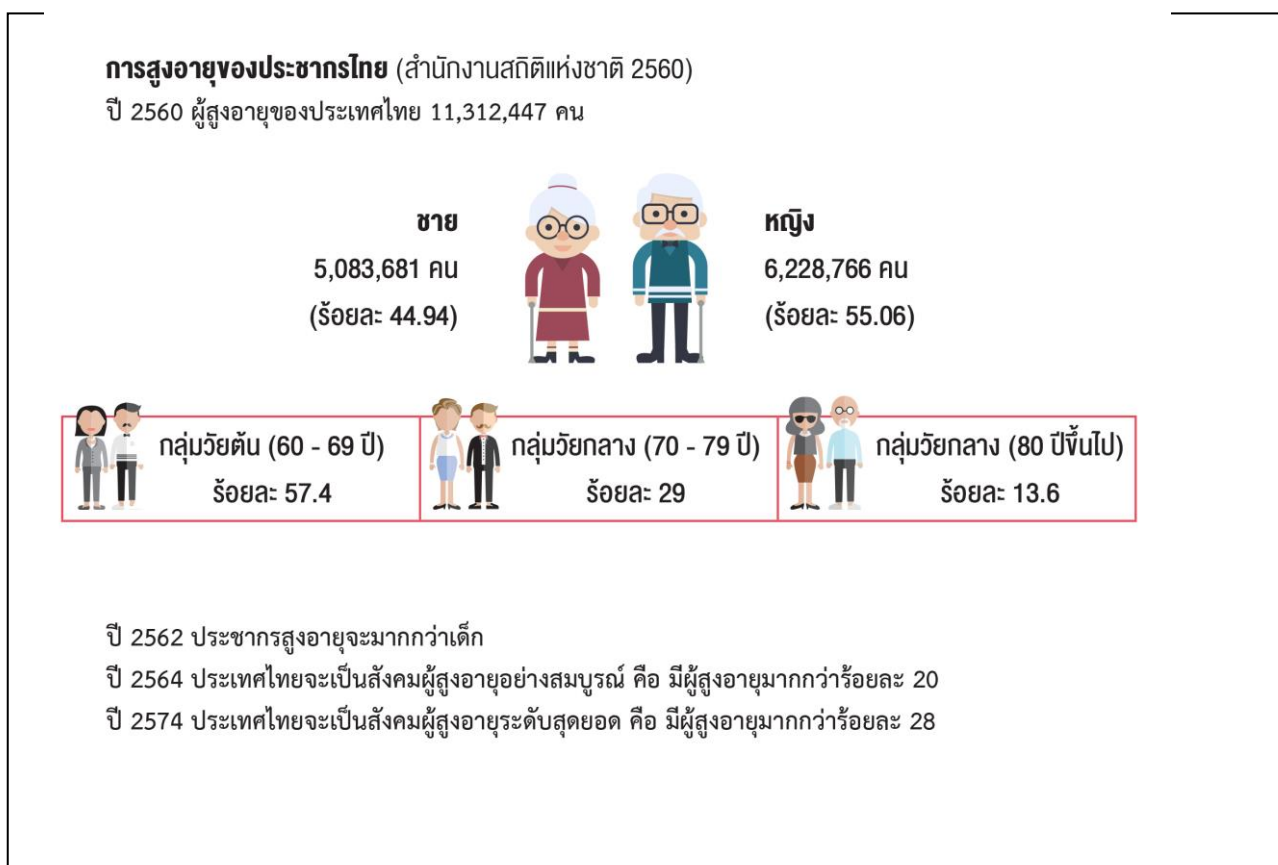 การสูงอายุของประชากรไทย (สำนักงานสถิติแห่งชาติ 2560)
ปี 2560 ผู้สูงอายุของประเทศไทย 11,312,447 คน
ชาย
5,083,681 คน
(ร้อยละ 44.94)
หญิง
6,228,766 คน
(ร้อยละ 55.06)
กลุ่มวัยต้น (60 - 69 ปี)
ร้อยละ 57.4
กลุ่มวัยกลาง (70 - 79 ปี)
ร้อยละ 29
กลุ่มวัยกลาง (80 ปีขึ้นไป)
ร้อยละ 13.6
ปี 2562 ประชากรสูงอายุจะมากกว่าเด็ก
ปี 2564 ประเทศไทยจะเป็นสังคมผู้สูงอายุอย่างสมบูรณ์ คือ มีผู้สูงอายุมากกว่าร้อยละ 20
ปี 2574 ประเทศไทยจะเป็นสังคมผู้สูงอายุระดับสุดยอด คือ มีผู้สูงอายุมากกว่าร้อยละ 28